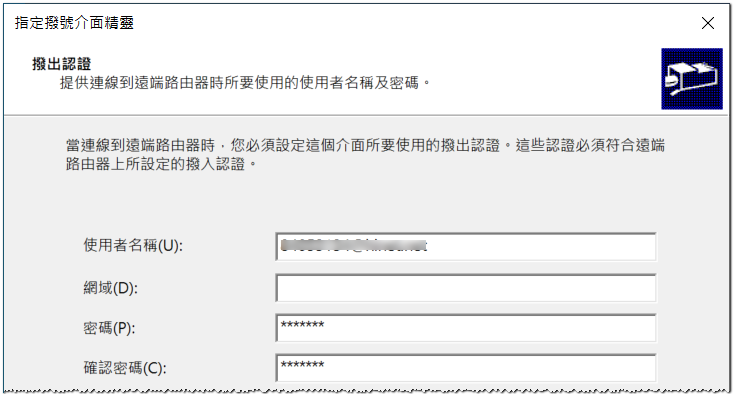 指定撥號介面精靈
撥出認證
提供連線到遠端路由器時所要使用的使用者名稱及密碼。
當連線到遠端路由器時，您必須設定這個介面所要使用的撥出認證。這些認證必須符合遠端
路由器上所設定的撥入認證。
使用者名稱(U):
網域(D):
密碼(P): *******
確認密碼(C): *******